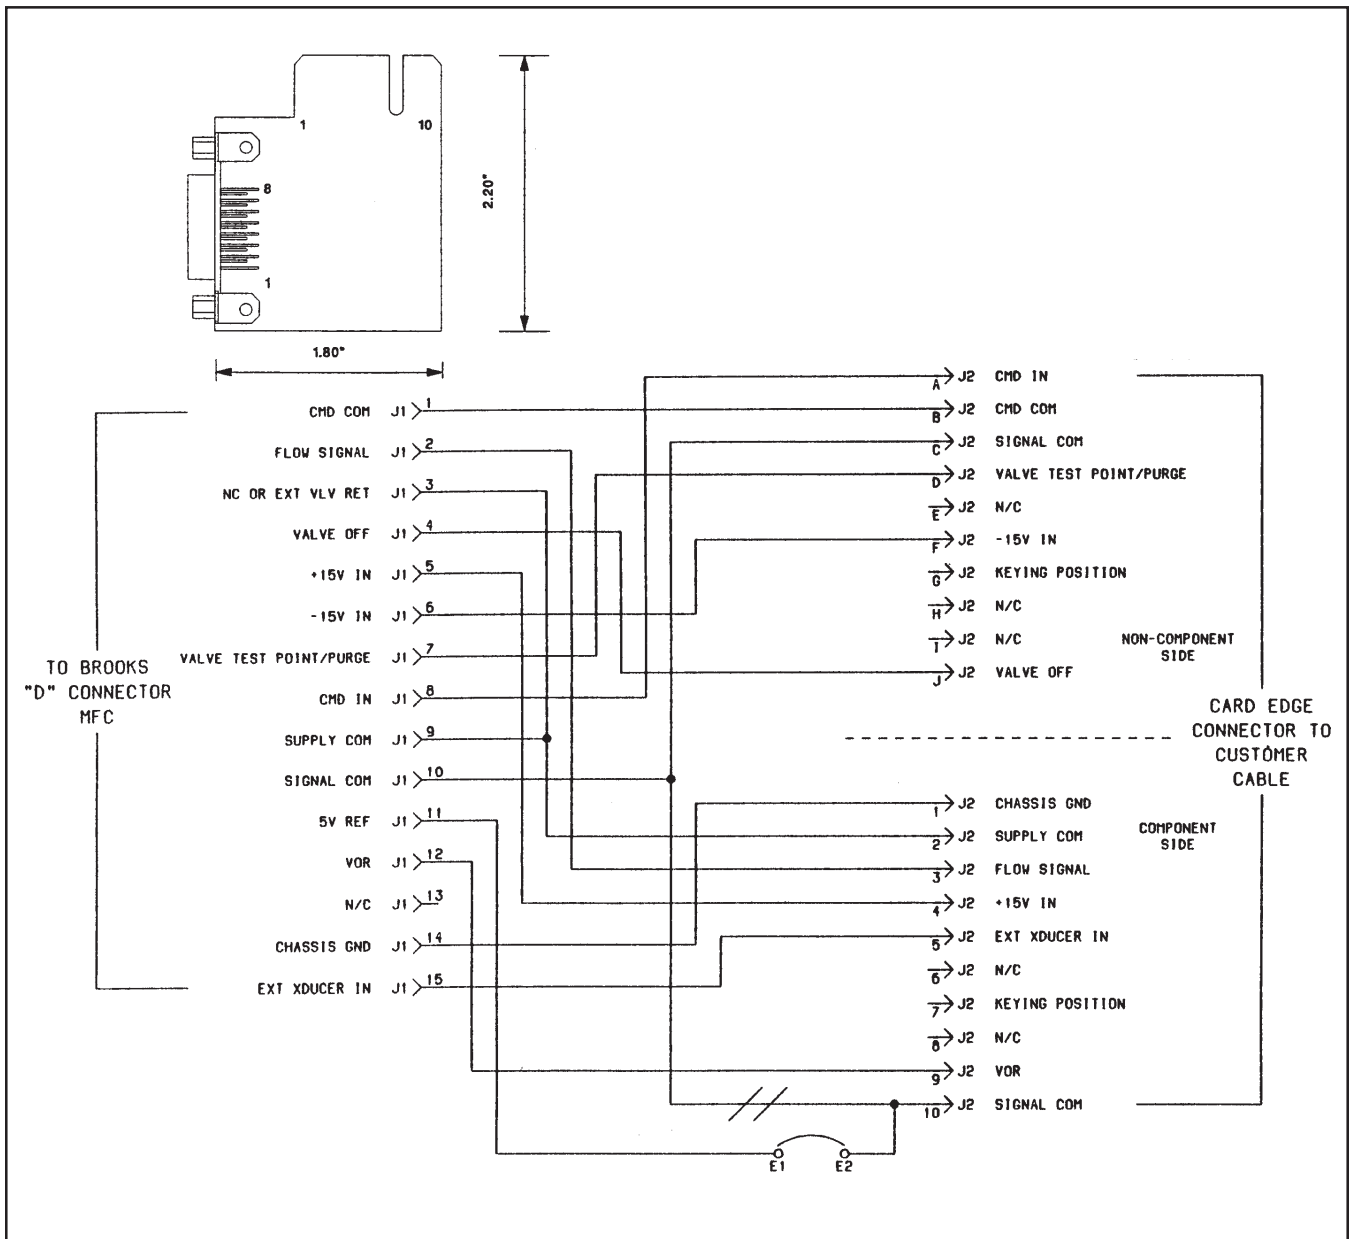 1
10
8
1
2.20"
1.80"
TO BROOKS
"D" CONNECTOR
MFC
CMD COM J1 1
FLOW SIGNAL J1 2
NC OR EXT VLV RET J1 3
VALVE OFF J1 4
+15V IN J1 5
-15V IN J1 6
VALVE TEST POINT/PURGE J1 7
CMD IN J1 8
SUPPLY COM J1 9
SIGNAL COM J1 10
5V REF J1 11
VOR J1 12
N/C J1 13
CHASSIS GND J1 14
EXT XDUCER IN J1 15
A J2 CMD IN
B J2 CMD COM
C J2 SIGNAL COM
D J2 VALVE TEST POINT/PURGE
E J2 N/C
F J2 -15V IN
G J2 KEYING POSITION
H J2 N/C
I J2 N/C
J J2 VALVE OFF
NON-COMPONENT
SIDE
CARD EDGE
CONNECTOR TO
CUSTOMER
CABLE
1 J2 CHASSIS GND
2 J2 SUPPLY COM
3 J2 FLOW SIGNAL
4 J2 +15V IN
5 J2 EXT XDUCER IN
6 J2 N/C
7 J2 KEYING POSITION
8 J2 N/C
9 J2 VOR
10 J2 SIGNAL COM
COMPONENT
SIDE
E1
E2